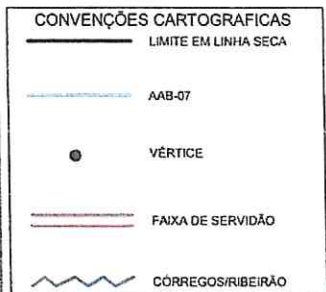 CONVENÇÕES CARTOGRAFICAS
LIMITE EM LINHA SECA
AAB-07
VÉRTICE
FAIXA DE SERVIDÃO
CÓRREGOS/RIBEIRÃO